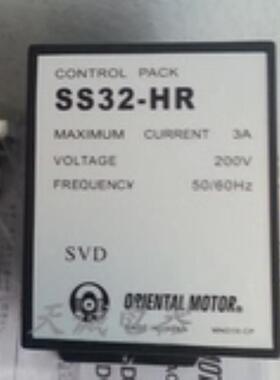 CONTROL PACK
SS32-HR
MAXIMUM CURRENT 3A
VOLTAGE 200V
FREQUENCY 50/60Hz
SVD
ORIENTAL MOTOR®